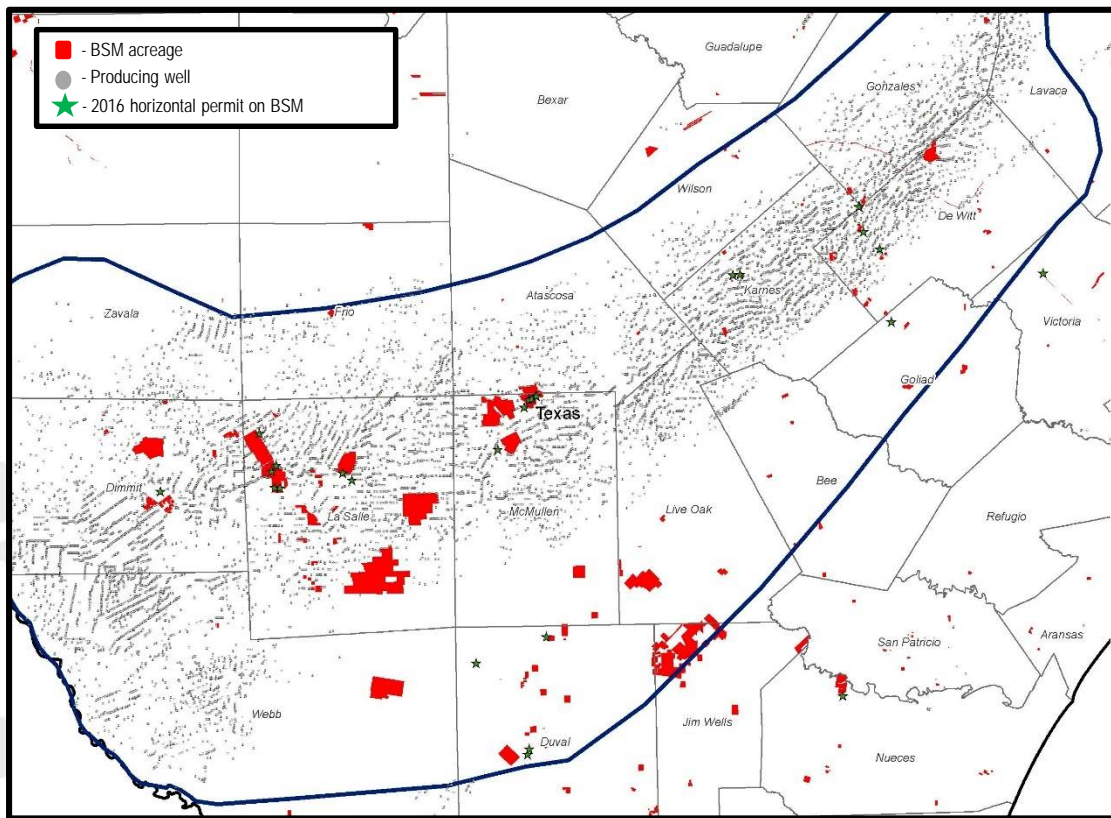 - BSM acreage
- Producing well
- 2016 horizontal permit on BSM
Guadalupe
Bexar
Gonzales
Lavaca
Wilson
De Witt
Karnes
Atascosa
Zavala
Frio
Victoria
Goliad
Texas
Dimmit
La Salle
McMullen
Live Oak
Bee
Refugio
San Patricio
Aransas
Webb
Duval
Jim Wells
Nueces